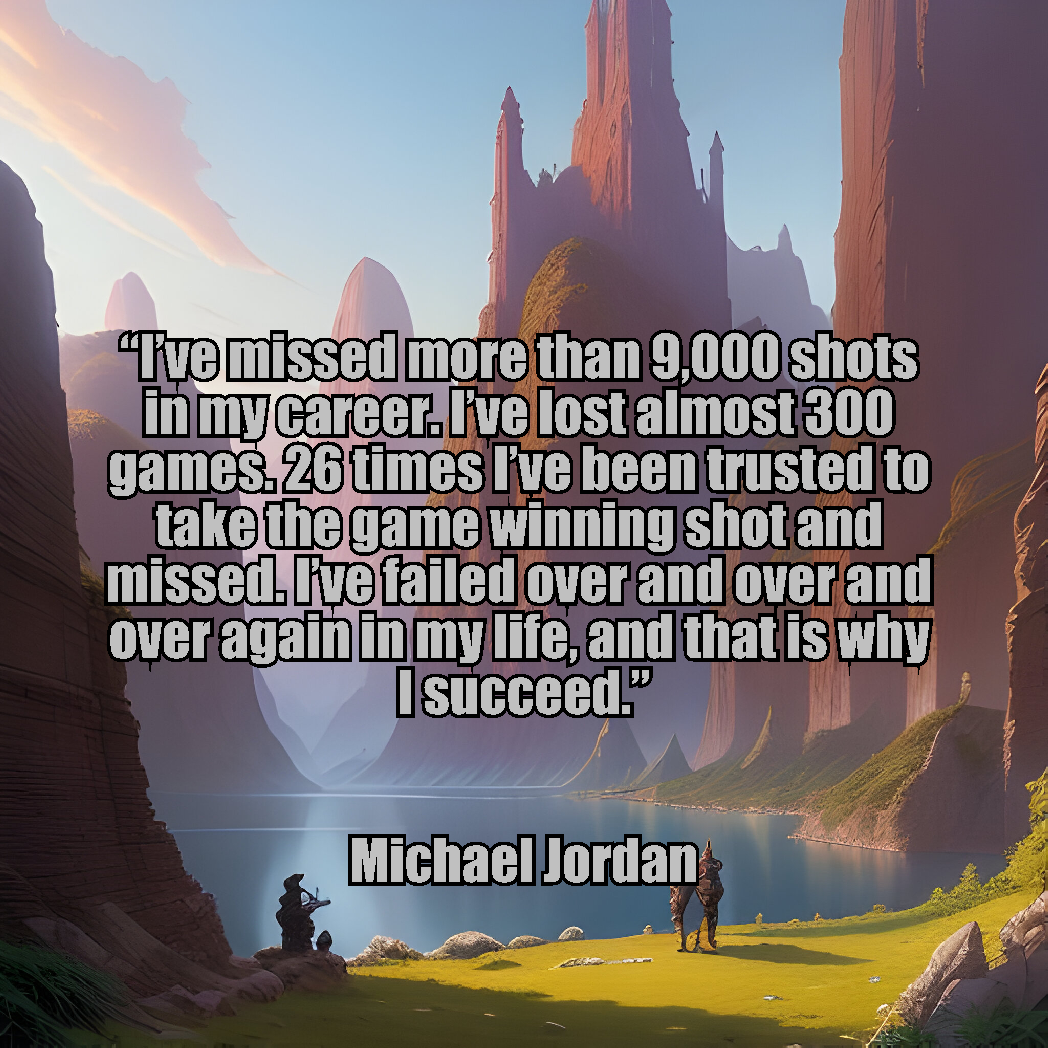 “I’ve missed more than 9,000 shots
in my career. I’ve lost almost 300
games. 26 times I’ve been trusted to
take the game winning shot and
missed. I’ve failed over and over and
over again in my life, and that is why
I succeed.”
Michael Jordan